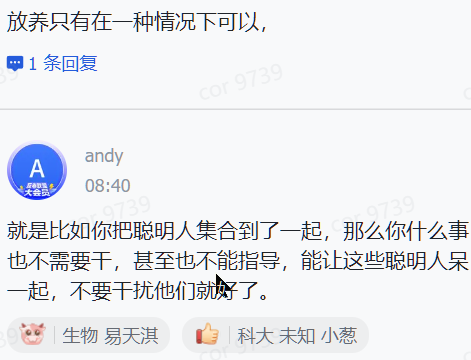 放养只有在一种情况下可以，
1 条回复
cor 9739
andy
08:40
A
大会员
cor 9739
就是比如你把聪明人集合到了一起，那么你什么事
也不需要干，甚至也不能指导，能让这些聪明人呆
一起，不要干扰他们就好了。
生物 易天淇
科大 未知 小葱